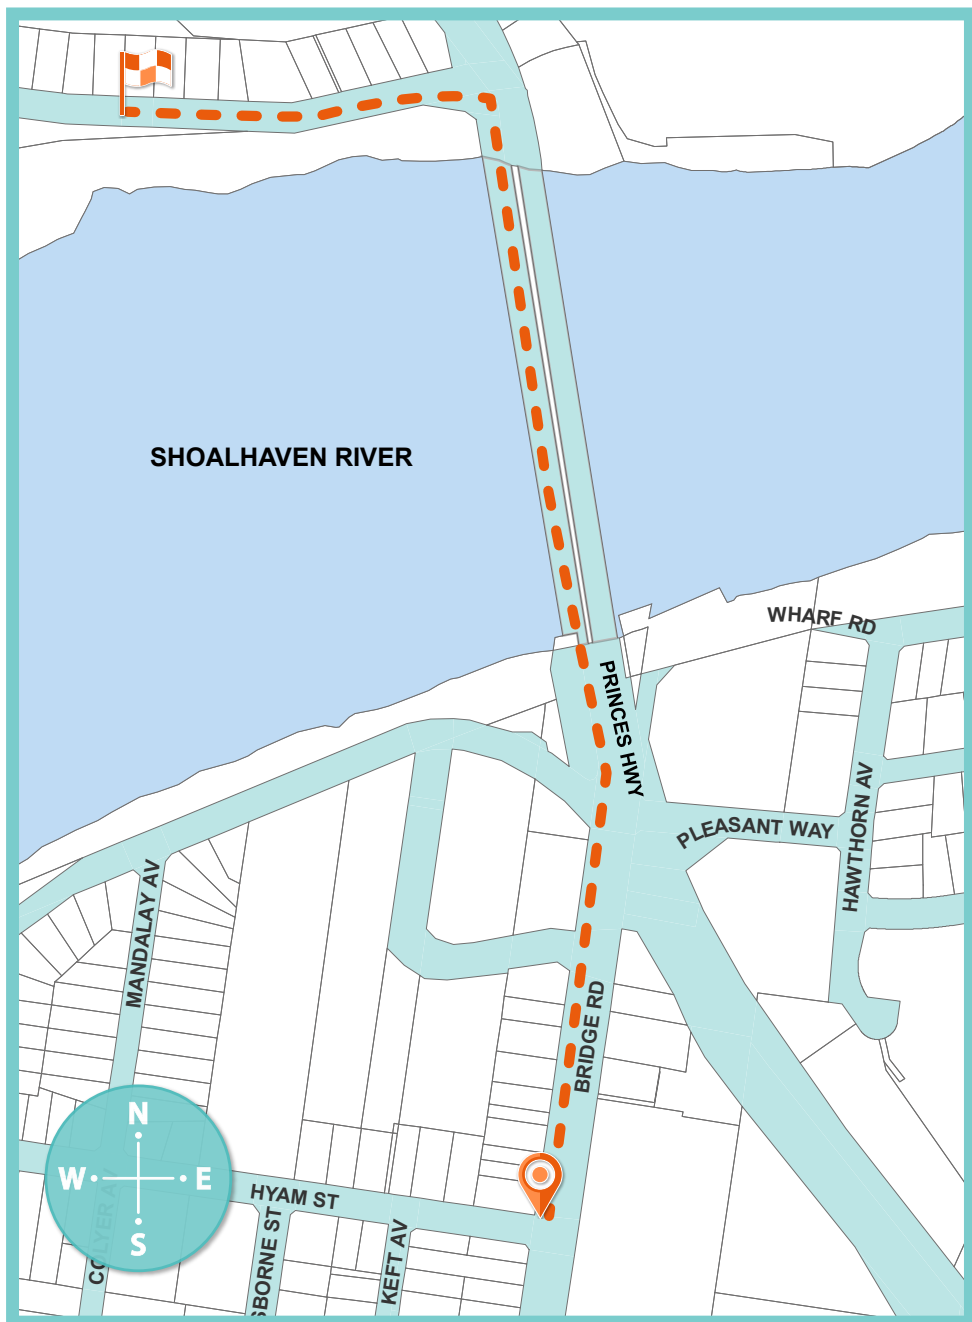 SHOALHAVEN RIVER
WHARF RD
PRINCES HWY
PLEASANT WAY
HAWTHORN AV
MANDALAY AV
BRIDGE RD
N
W
E
S
HYAM ST
KEFT AV